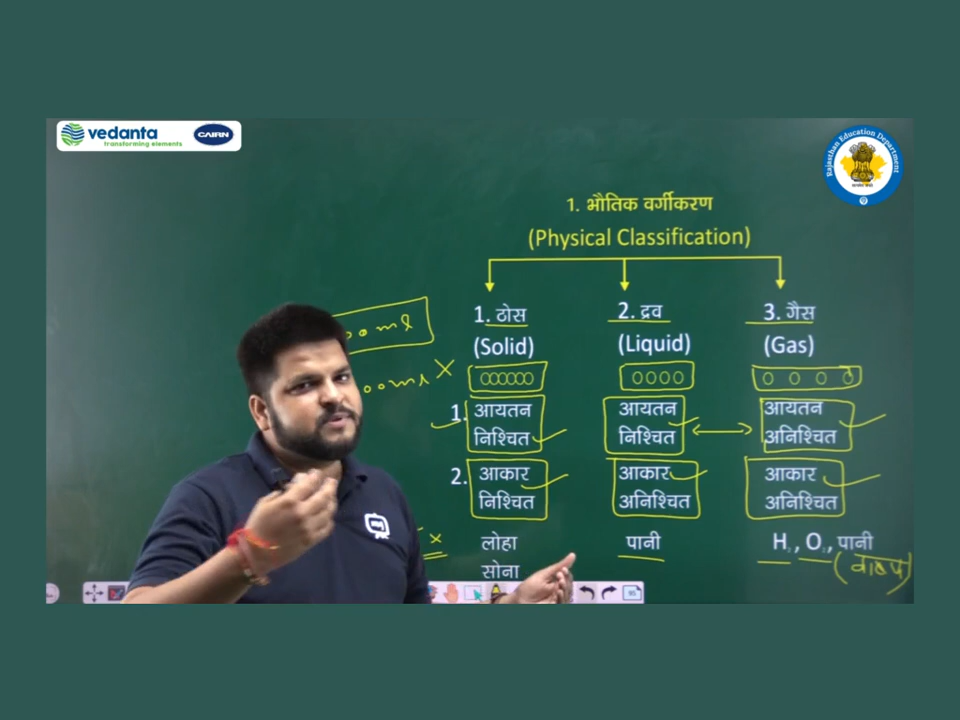 vedanta
transforming elements
CAIRN
Rajasthan Education Department
1. भौतिक वर्गीकरण
(Physical Classification)
1. ठोस
2. द्रव
3. गैस
(Solid)
(Liquid)
(Gas)
1. आयतन
निश्चित
आयतन
निश्चित
आयतन
अनिश्चित
2. आकार
निश्चित
आकार
अनिश्चित
आकार
अनिश्चित
लोहा
सोना
पानी
H₂, O₂, पानी
(वाष्प)